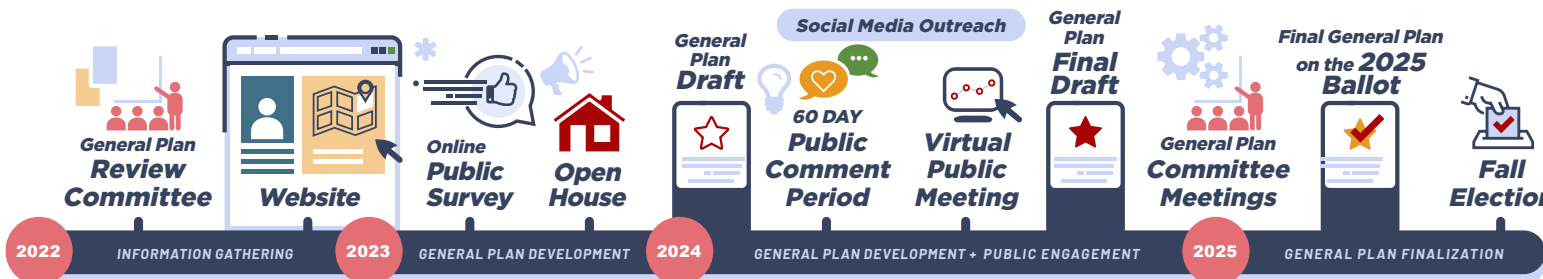 General Plan
Review
Committee
Website
Online
Public
Survey
Open
House
General
Plan
Draft
Social Media Outreach
60 DAY
Public
Comment
Period
Virtual
Public
Meeting
General
Plan
Final
Draft
General Plan
Committee
Meetings
Final General Plan
on the 2025
Ballot
Fall
Election
2022
INFORMATION GATHERING
2023
GENERAL PLAN DEVELOPMENT
2024
GENERAL PLAN DEVELOPMENT + PUBLIC ENGAGEMENT
2025
GENERAL PLAN FINALIZATION